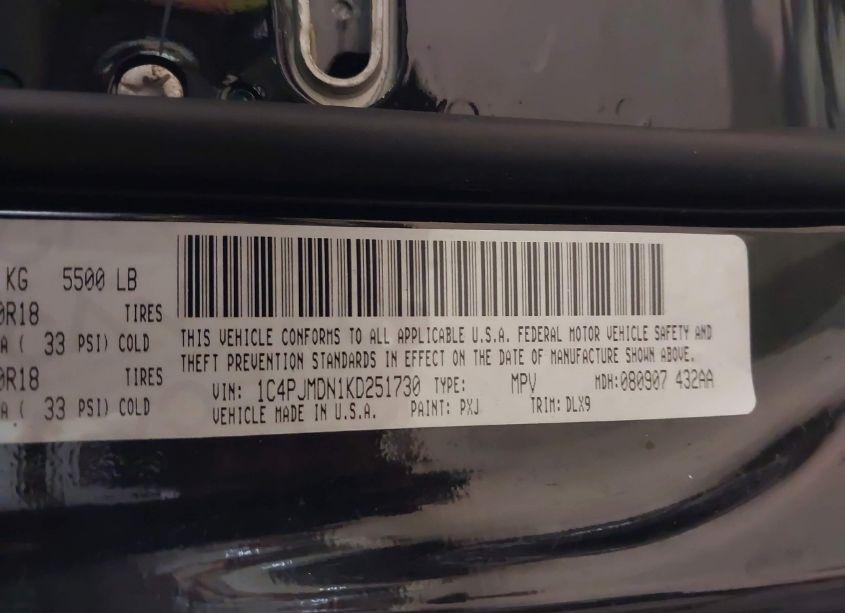 KG 5500 LB
0R18 TIRES
A ( 33 PSI) COLD
0R18 TIRES
A ( 33 PSI) COLD
THIS VEHICLE CONFORMS TO ALL APPLICABLE U.S.A. FEDERAL MOTOR VEHICLE SAFETY AND
THEFT PREVENTION STANDARDS IN EFFECT ON THE DATE OF MANUFACTURE SHOWN ABOVE.
VIN: 1C4PJMDN1KD251730 TYPE: MPV MDH:080907 432AA
VEHICLE MADE IN U.S.A. PAINT: PXJ TRIM: DLX9